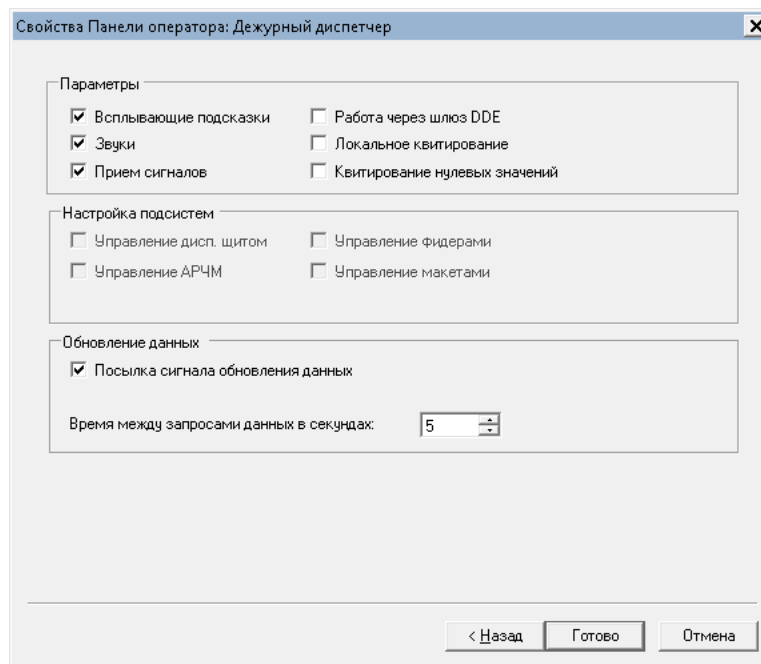 Свойства Панели оператора: Дежурный диспетчер
Параметры
Всплывающие подсказки
Работа через шлюз DDE
Звуки
Локальное квитирование
Прием сигналов
Квитирование нулевых значений
Настройка подсистем
Управление дисп. щитом
Управление фидерами
Управление АРЧМ
Управление макетами
Обновление данных
Посылка сигнала обновления данных
Время между запросами данных в секундах: 5
< Назад Готово Отмена